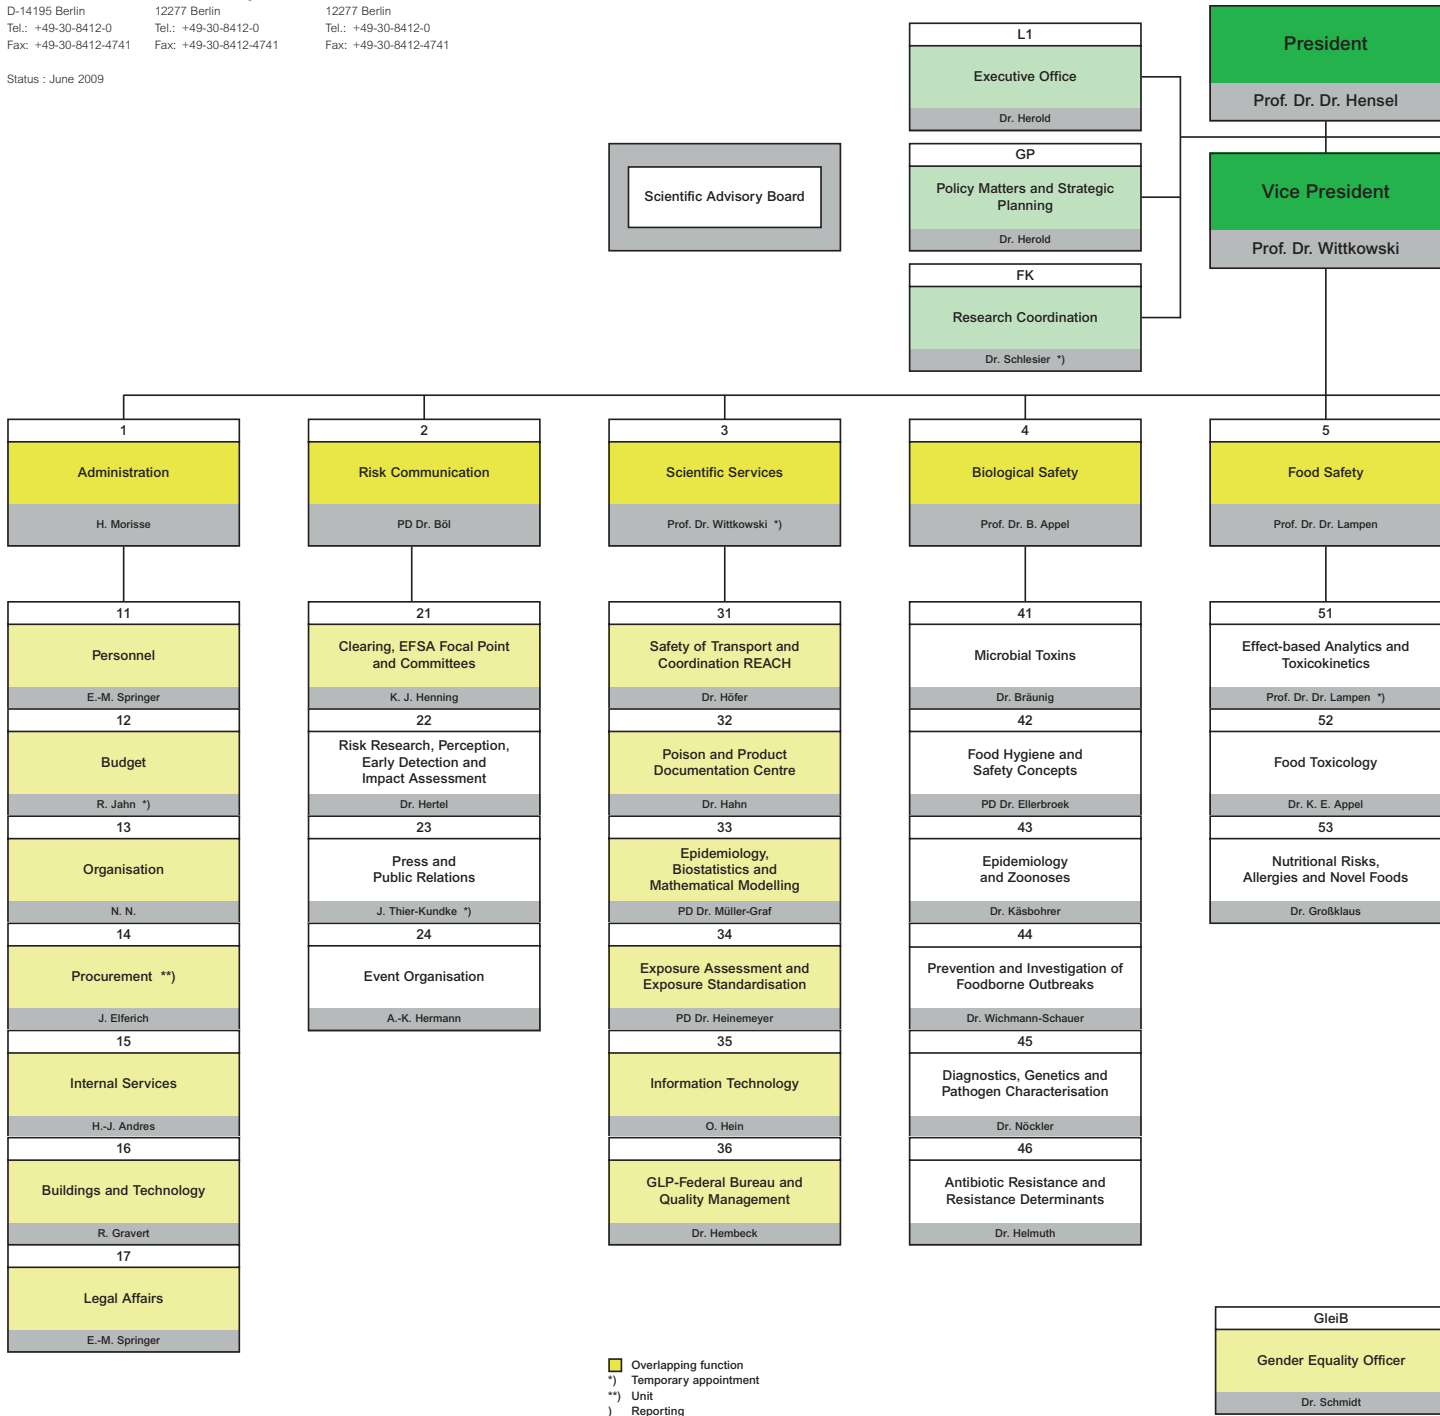 D-14195 Berlin
Tel.: +49-30-8412-0
Fax: +49-30-8412-4741
12277 Berlin
Tel.: +49-30-8412-0
Fax: +49-30-8412-4741
12277 Berlin
Tel.: +49-30-8412-0
Fax: +49-30-8412-4741
Status : June 2009
L1
Executive Office
Dr. Herold
GP
Policy Matters and Strategic
Planning
Dr. Herold
FK
Research Coordination
Dr. Schlesier *)
President
Prof. Dr. Dr. Hensel
Vice President
Prof. Dr. Wittkowski
Scientific Advisory Board
1
Administration
H. Morisse
11
Personnel
E.-M. Springer
12
Budget
R. Jahn *)
13
Organisation
N. N.
14
Procurement **)
J. Elferich
15
Internal Services
H.-J. Andres
16
Buildings and Technology
R. Gravert
17
Legal Affairs
E.-M. Springer
2
Risk Communication
PD Dr. Böl
21
Clearing, EFSA Focal Point
and Committees
K. J. Henning
22
Risk Research, Perception,
Early Detection and
Impact Assessment
Dr. Hertel
23
Press and
Public Relations
J. Thier-Kundke *)
24
Event Organisation
A.-K. Hermann
3
Scientific Services
Prof. Dr. Wittkowski *)
31
Safety of Transport and
Coordination REACH
Dr. Höfer
32
Poison and Product
Documentation Centre
Dr. Hahn
33
Epidemiology,
Biostatistics and
Mathematical Modelling
PD Dr. Müller-Graf
34
Exposure Assessment and
Exposure Standardisation
PD Dr. Heinemeyer
35
Information Technology
O. Hein
36
GLP-Federal Bureau and
Quality Management
Dr. Hembeck
4
Biological Safety
Prof. Dr. B. Appel
41
Microbial Toxins
Dr. Bräunig
42
Food Hygiene and
Safety Concepts
PD Dr. Ellerbroek
43
Epidemiology
and Zoonoses
Dr. Käsbohrer
44
Prevention and Investigation of
Foodborne Outbreaks
Dr. Wichmann-Schauer
45
Diagnostics, Genetics and
Pathogen Characterisation
Dr. Nöckler
46
Antibiotic Resistance and
Resistance Determinants
Dr. Helmuth
5
Food Safety
Prof. Dr. Dr. Lampen
51
Effect-based Analytics and
Toxicokinetics
Prof. Dr. Dr. Lampen *)
52
Food Toxicology
Dr. K. E. Appel
53
Nutritional Risks,
Allergies and Novel Foods
Dr. Großklaus
GleiB
Gender Equality Officer
Dr. Schmidt
Overlapping function
*) Temporary appointment
**) Unit
) Reporting